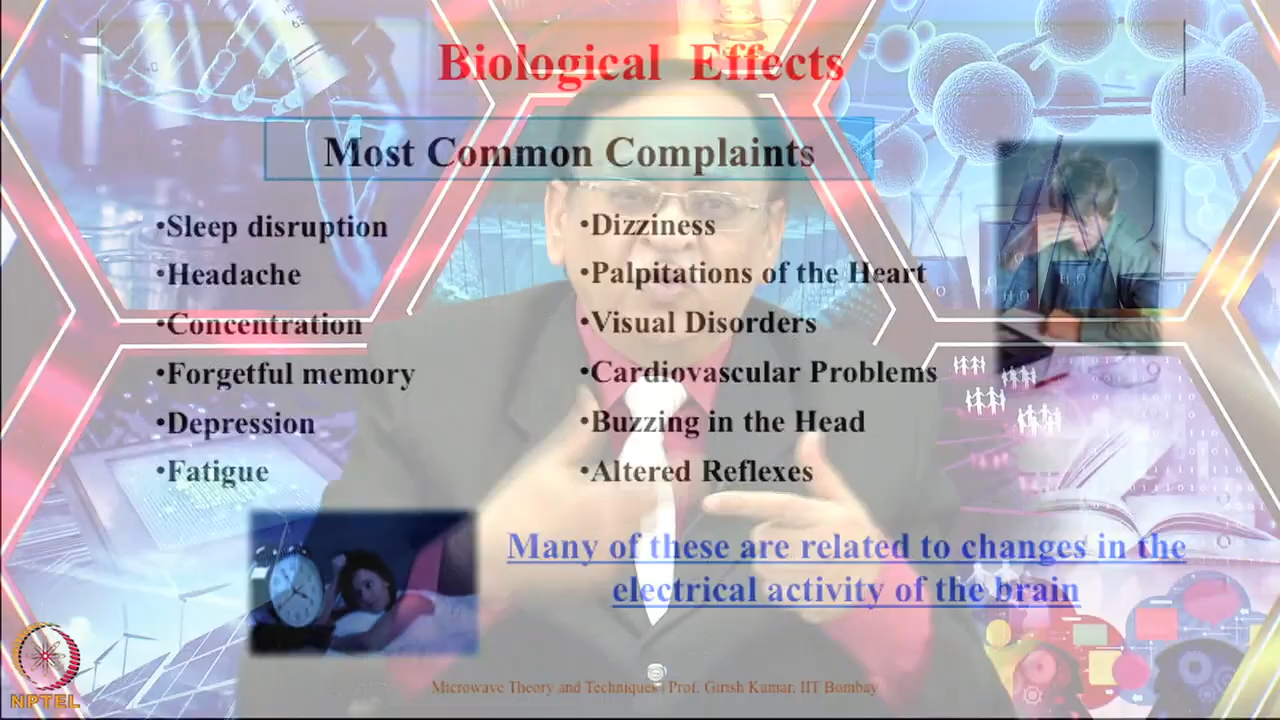 Biological Effects
Most Common Complaints
•Sleep disruption
•Headache
•Concentration
•Forgetful memory
•Depression
•Fatigue
•Dizziness
•Palpitations of the Heart
•Visual Disorders
•Cardiovascular Problems
•Buzzing in the Head
•Altered Reflexes
Many of these are related to changes in the
electrical activity of the brain
NPTEL
Microwave Theory and Techniques | Prof. Girish Kumar, IIT Bombay